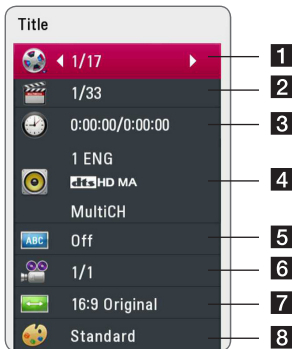 Title
1/17
1
1/33
2
0:00:00/0:00:00
3
1 ENG
dts HD MA
4
MultiCH
ABC
Off
5
1/1
6
16:9 Original
7
Standard
8